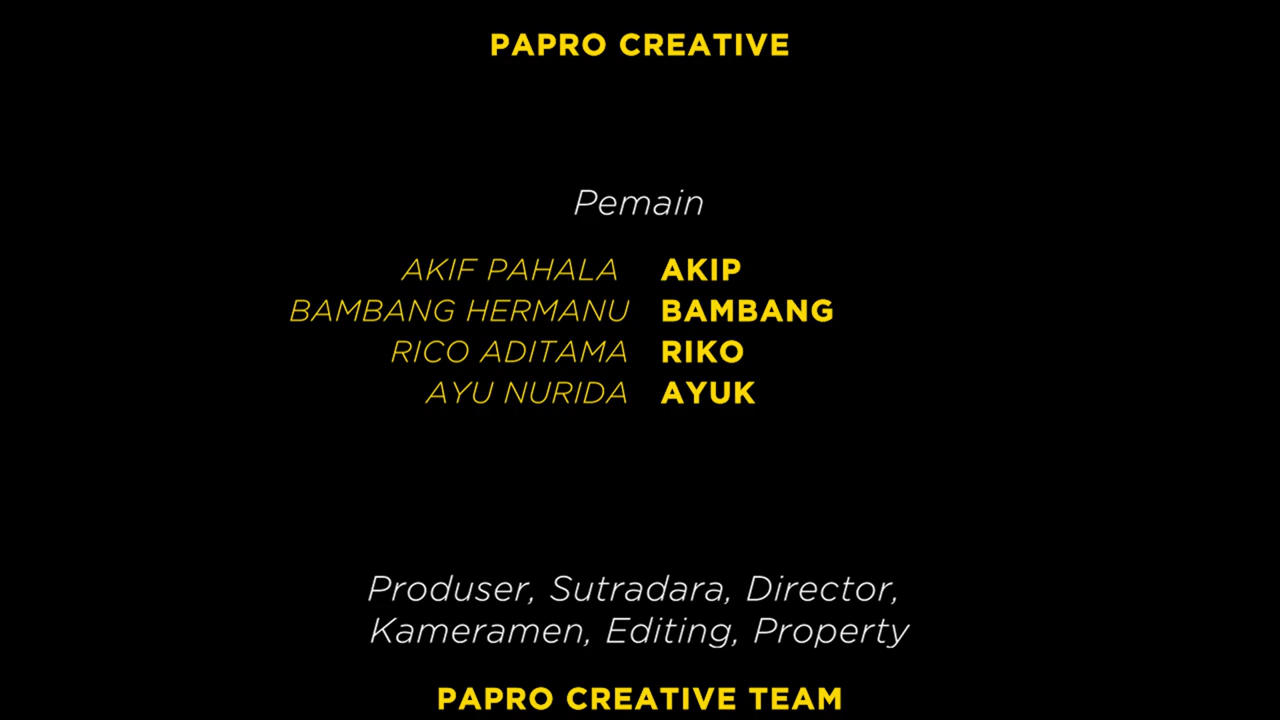 PAPRO CREATIVE
Pemain
AKIF PAHALA AKIP
BAMBANG HERMANU BAMBANG
RICO ADITAMA RIKO
AYU NURIDA AYUK
Produser, Sutradara, Director,
Kameramen, Editing, Property
PAPRO CREATIVE TEAM